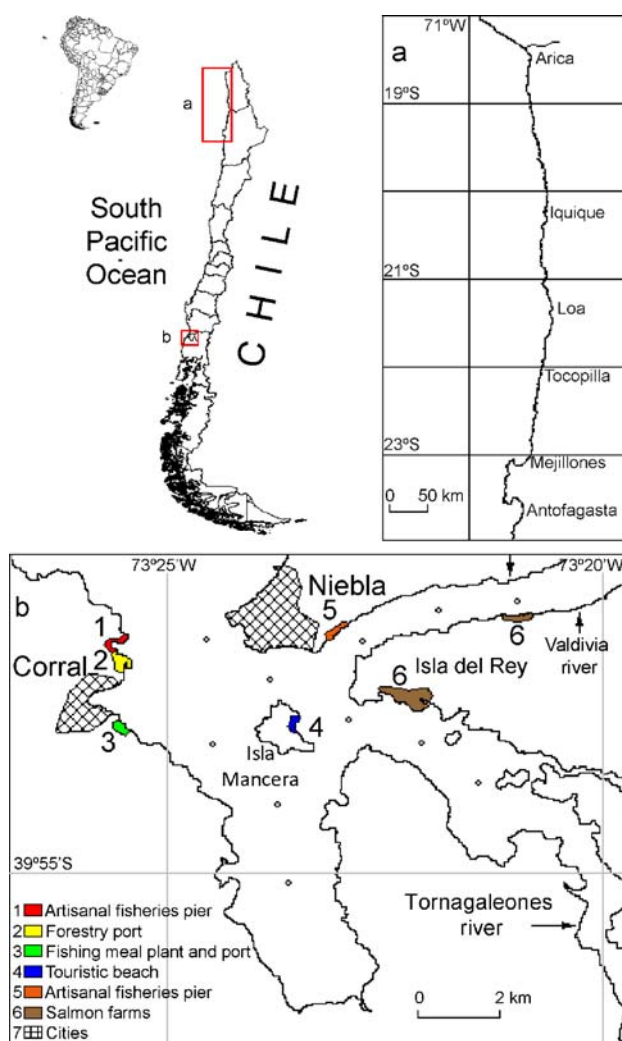 a
South
Pacific
Ocean
CHILE
b
a
71ºW
Arica
19ºS
Iquique
21ºS
Loa
Tocopilla
23ºS
Mejillones
0 50 km
Antofagasta
b
73º25'W
73º20'W
Niebla
5
1
2
Corral
6
Valdivia
river
Isla del Rey
6
3
4
Isla
Mancera
39º55'S
Tornagaleones
river
1 Artisanal fisheries pier
2 Forestry port
3 Fishing meal plant and port
4 Touristic beach
5 Artisanal fisheries pier
6 Salmon farms
7 Cities
0 2 km